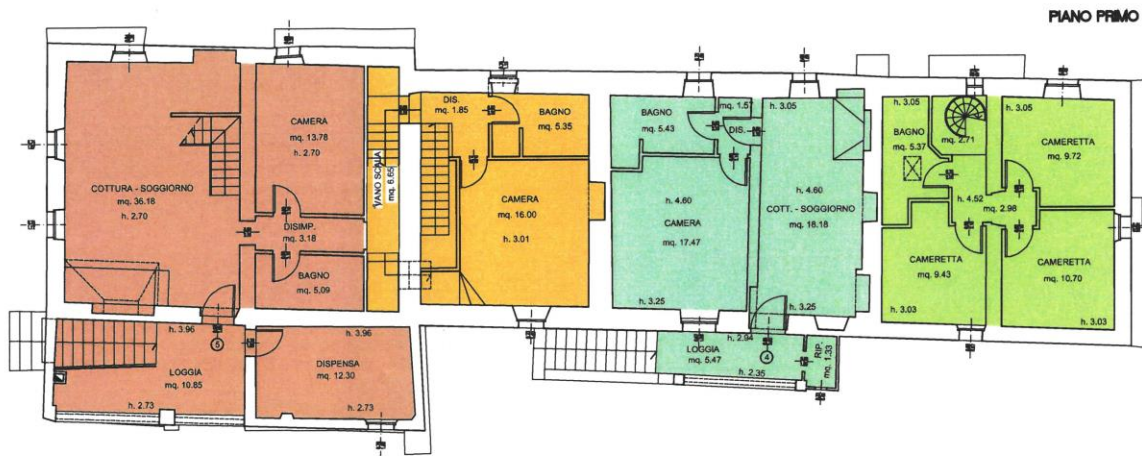 PIANO PRIMO
COTTURA - SOGGIORNO
mq. 36.18
h. 2.70
CAMERA
mq. 13.78
h. 2.70
DISIMP.
mq. 3.18
BAGNO
mq. 5,09
h. 3.96
5
LOGGIA
mq. 10.85
h. 2.73
h. 3.96
DISPENSA
mq. 12.30
h. 2.73
VANO SCALA
mq. 6.65
DIS.
mq. 1.85
BAGNO
mq. 5.35
CAMERA
mq. 16.00
h. 3.01
BAGNO
mq. 5.43
mq. 1.57
DIS.
h. 4.60
CAMERA
mq. 17.47
h. 3.25
h. 3.05
h. 4.60
COTT. - SOGGIORNO
mq. 18.18
h. 3.25
h. 2.94
4
LOGGIA
mq. 5.47
h. 2.35
RIP.
mq. 1.33
h. 3.05
BAGNO
mq. 5.37
mq. 2.71
h. 3.05
CAMERETTA
mq. 9.72
h. 4.52
mq. 2.98
CAMERETTA
mq. 9.43
h. 3.03
CAMERETTA
mq. 10.70
h. 3.03